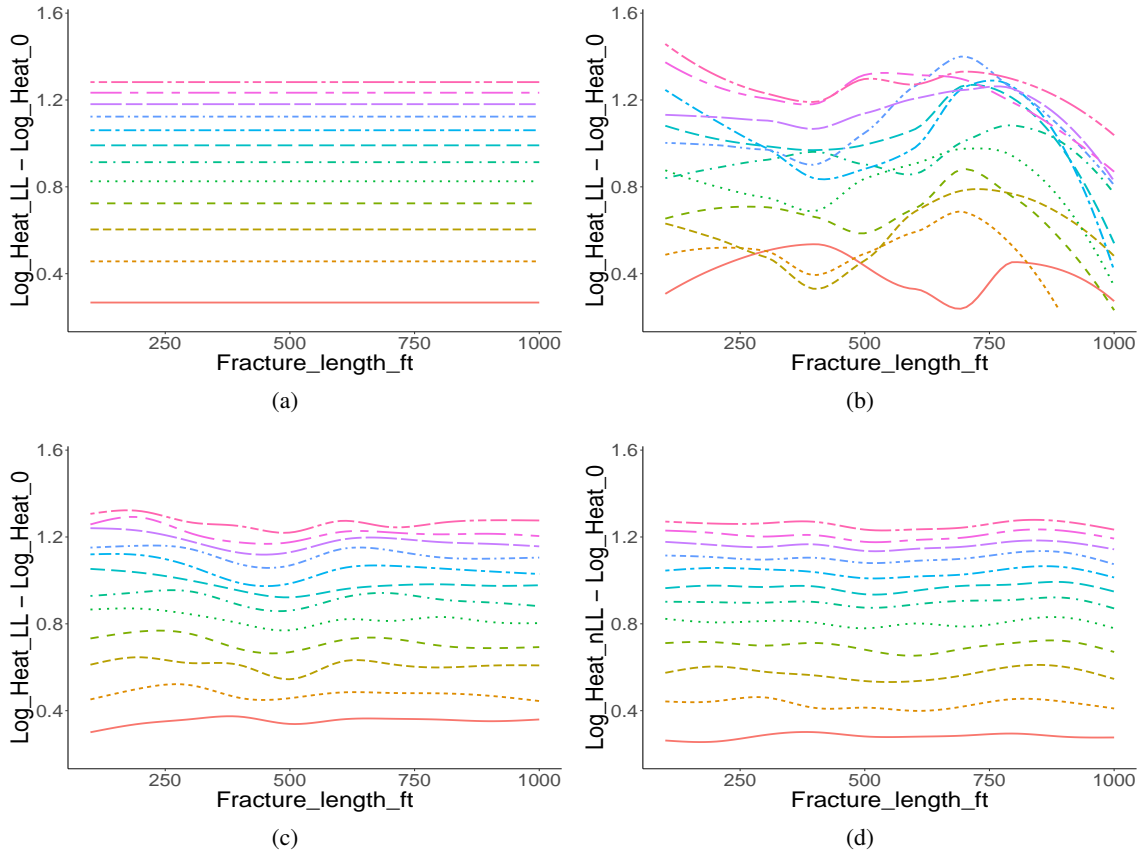 Log_Heat_LL − Log_Heat_0
1.6
1.2
0.8
0.4
250
500
750
1000
Fracture_length_ft
(a)
Log_Heat_LL − Log_Heat_0
1.6
1.2
0.8
0.4
250
500
750
1000
Fracture_length_ft
(b)
Log_Heat_LL − Log_Heat_0
1.6
1.2
0.8
0.4
250
500
750
1000
Fracture_length_ft
(c)
Log_Heat_nLL − Log_Heat_0
1.6
1.2
0.8
0.4
250
500
750
1000
Fracture_length_ft
(d)